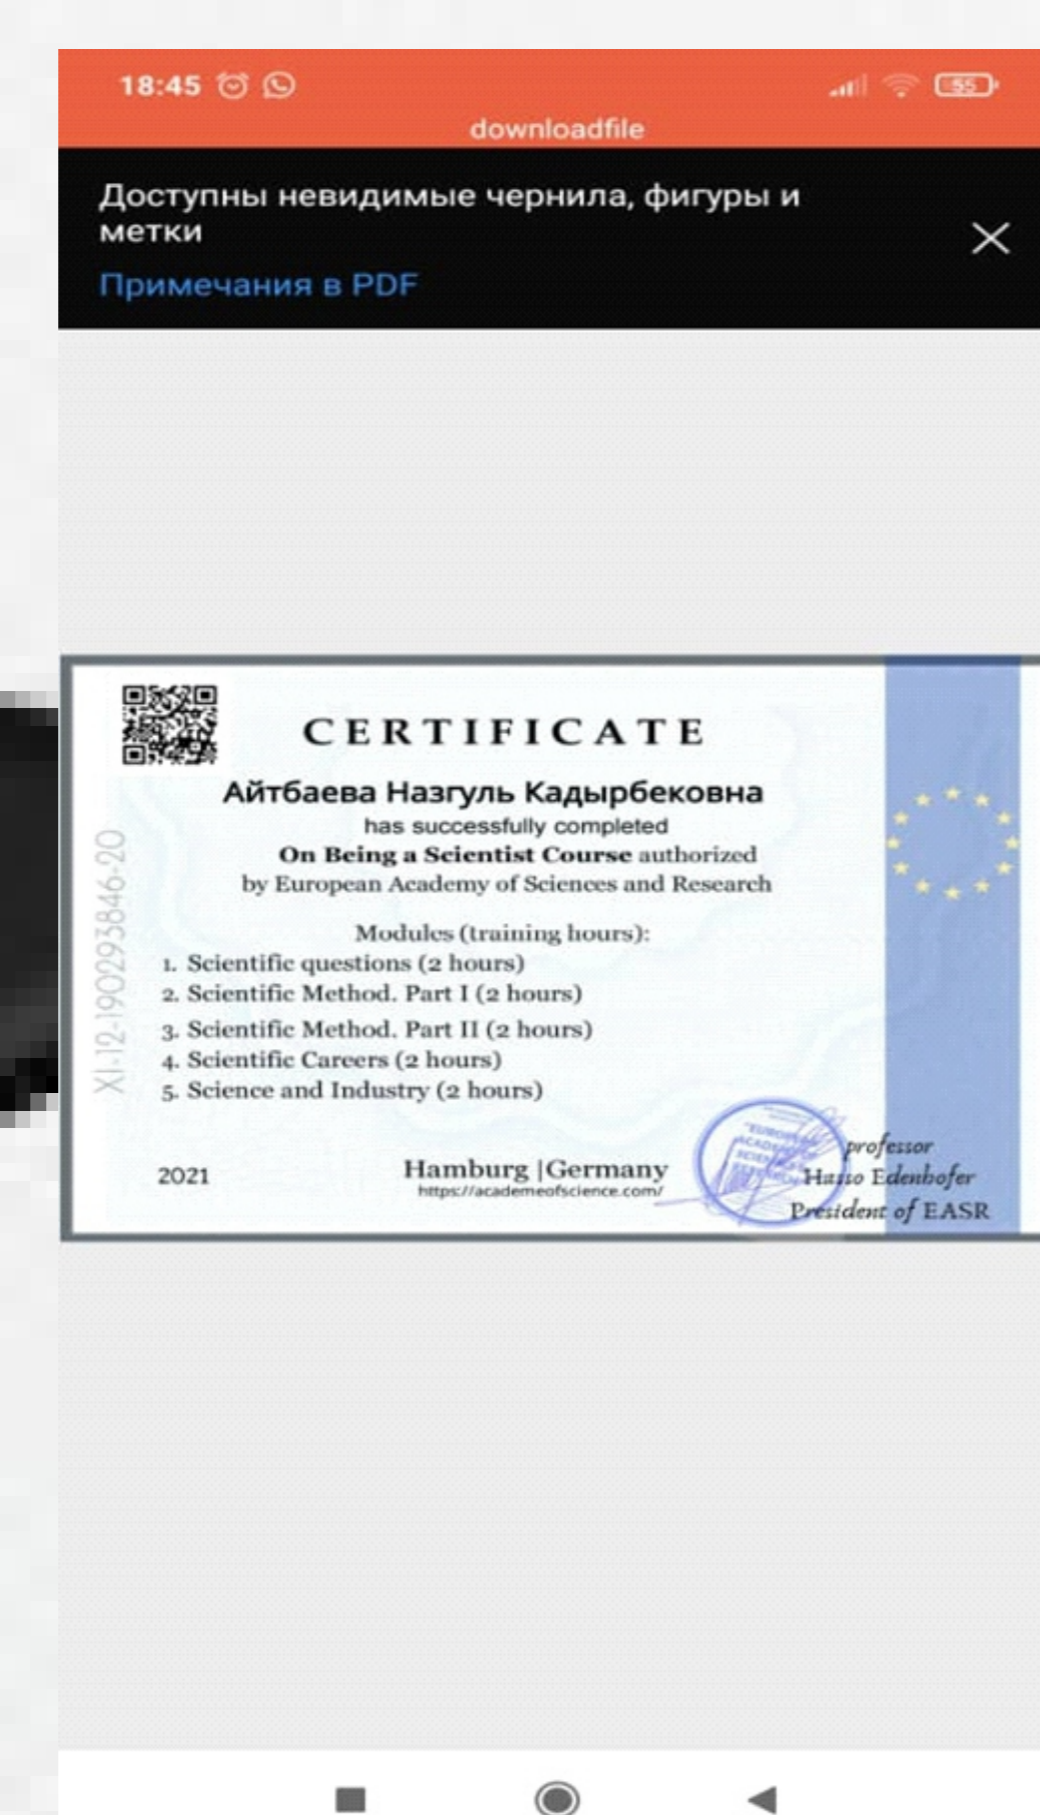 18:45
55
downloadfile
Доступны невидимые чернила, фигуры и
метки
Примечания в PDF
CERTIFICATE
Айтбаева Назгуль Кадырбековна
has successfully completed
On Being a Scientist Course authorized
by European Academy of Sciences and Research
Modules (training hours):
1. Scientific questions (2 hours)
2. Scientific Method. Part I (2 hours)
3. Scientific Method. Part II (2 hours)
4. Scientific Careers (2 hours)
5. Science and Industry (2 hours)
XI-12-190293846-20
2021
Hamburg |Germany
https://academeofscience.com/
"EUROPEAN
ACADEMY OF
professor
Hasso Edenhofer
President of EASR